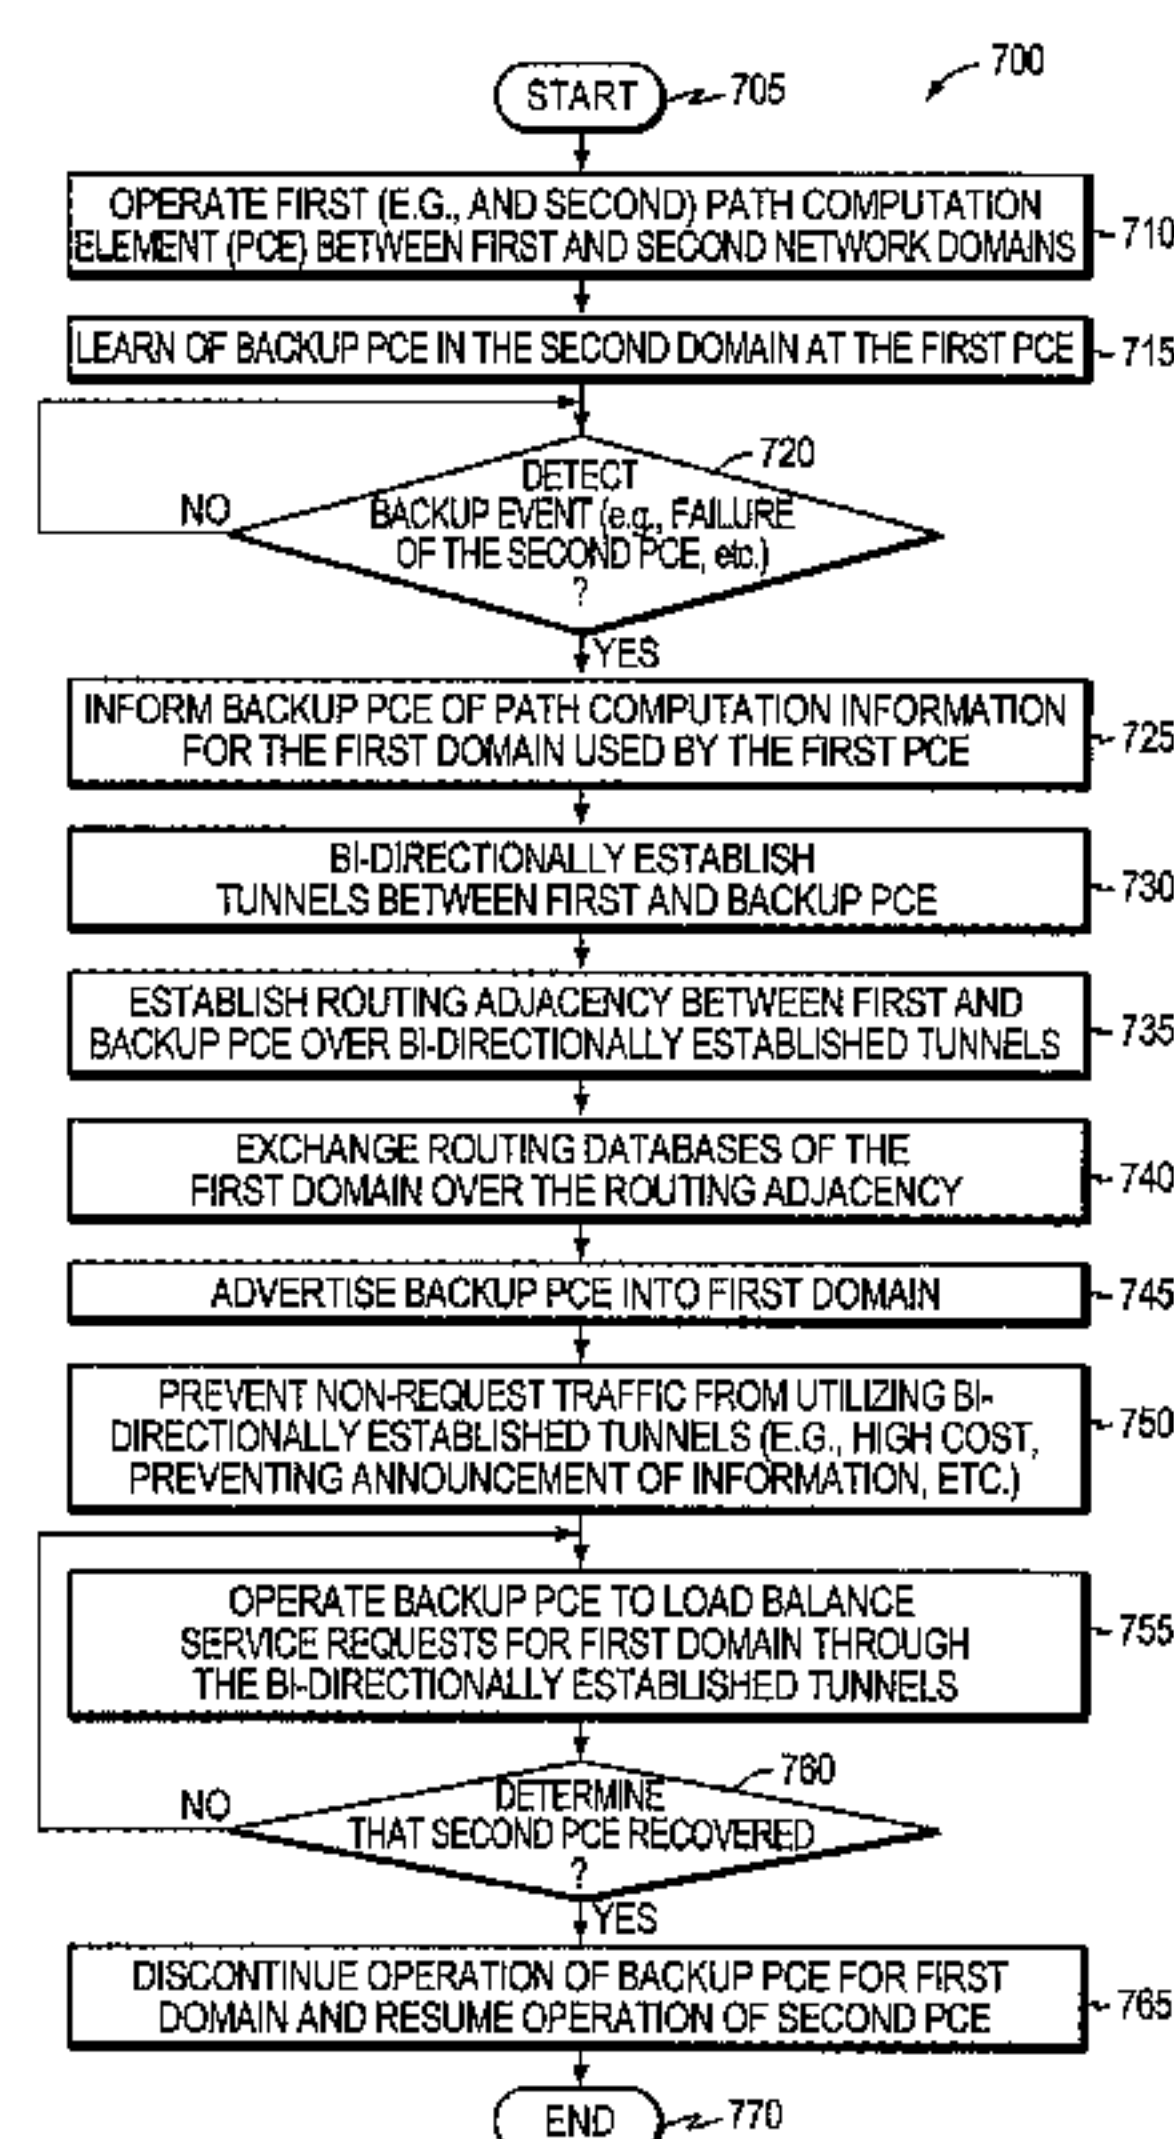 700
START
705
OPERATE FIRST (E.G., AND SECOND) PATH COMPUTATION
ELEMENT (PCE) BETWEEN FIRST AND SECOND NETWORK DOMAINS
710
LEARN OF BACKUP PCE IN THE SECOND DOMAIN AT THE FIRST PCE
715
720
DETECT
BACKUP EVENT (e.g., FAILURE
OF THE SECOND PCE, etc.)
?
NO
YES
INFORM BACKUP PCE OF PATH COMPUTATION INFORMATION
FOR THE FIRST DOMAIN USED BY THE FIRST PCE
725
BI-DIRECTIONALLY ESTABLISH
TUNNELS BETWEEN FIRST AND BACKUP PCE
730
ESTABLISH ROUTING ADJACENCY BETWEEN FIRST AND
BACKUP PCE OVER BI-DIRECTIONALLY ESTABLISHED TUNNELS
735
EXCHANGE ROUTING DATABASES OF THE
FIRST DOMAIN OVER THE ROUTING ADJACENCY
740
ADVERTISE BACKUP PCE INTO FIRST DOMAIN
745
PREVENT NON-REQUEST TRAFFIC FROM UTILIZING BI-
DIRECTIONALLY ESTABLISHED TUNNELS (E.G., HIGH COST,
PREVENTING ANNOUNCEMENT OF INFORMATION, ETC.)
750
OPERATE BACKUP PCE TO LOAD BALANCE
SERVICE REQUESTS FOR FIRST DOMAIN THROUGH
THE BI-DIRECTIONALLY ESTABLISHED TUNNELS
755
760
DETERMINE
THAT SECOND PCE RECOVERED
?
NO
YES
DISCONTINUE OPERATION OF BACKUP PCE FOR FIRST
DOMAIN AND RESUME OPERATION OF SECOND PCE
765
END
770